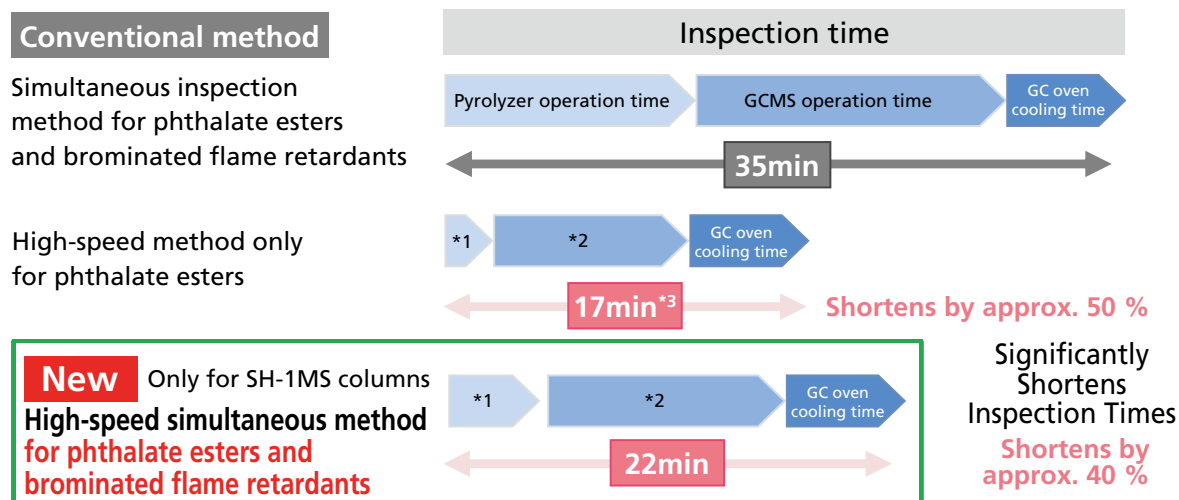 Conventional method
Inspection time
Simultaneous inspection
method for phthalate esters
and brominated flame retardants
Pyrolyzer operation time
GCMS operation time
GC oven
cooling time
35min
High-speed method only
for phthalate esters
*1
*2
GC oven
cooling time
17min*3
Shortens by approx. 50 %
New Only for SH-1MS columns
High-speed simultaneous method
for phthalate esters and
brominated flame retardants
*1
*2
GC oven
cooling time
22min
Significantly
Shortens
Inspection Times
Shortens by
approx. 40 %